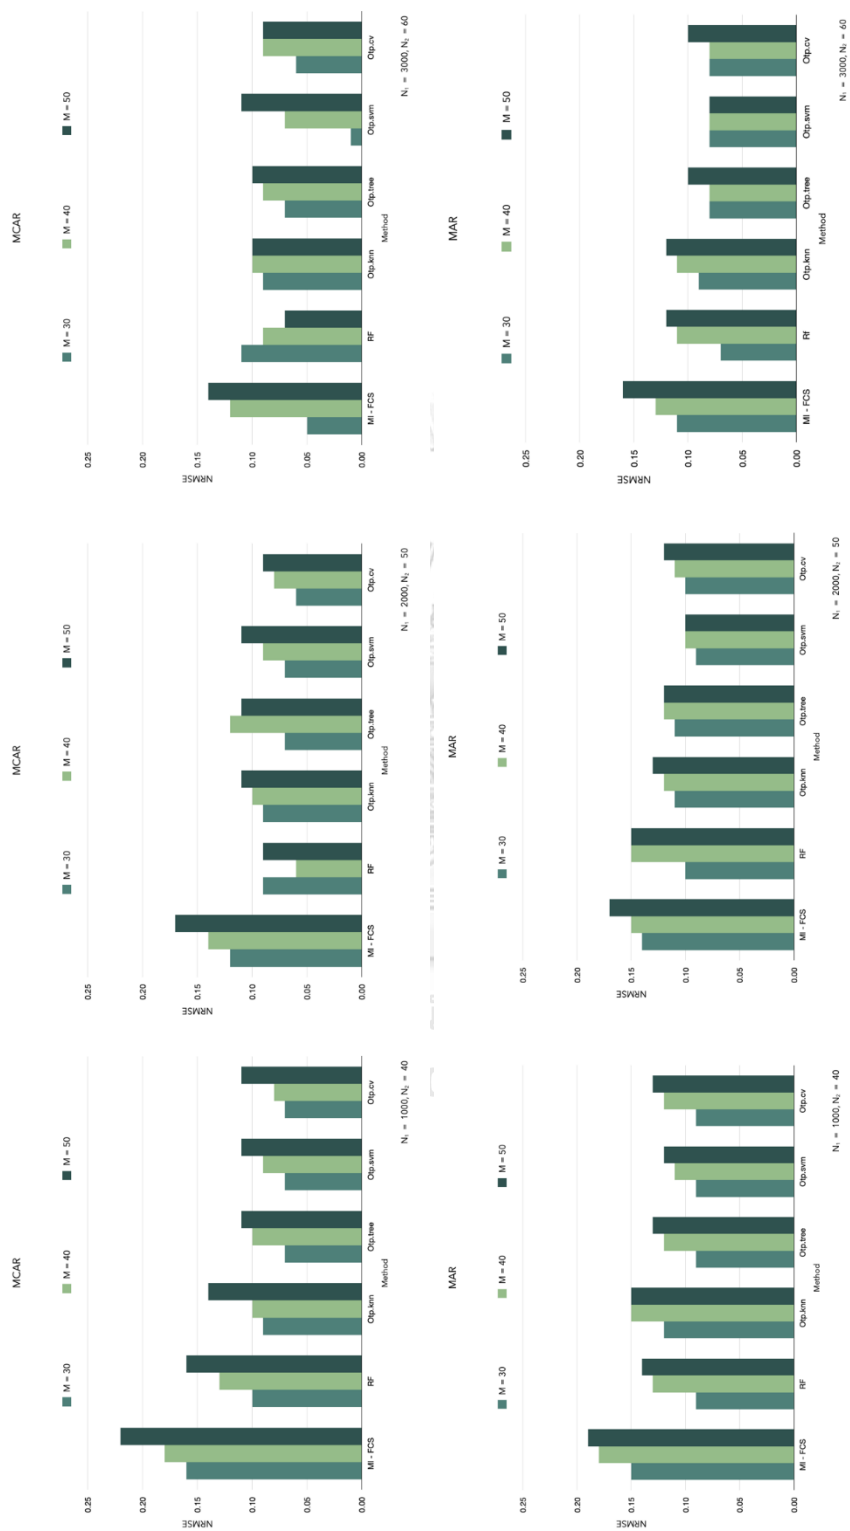 MCAR
M = 30 M = 40 M = 50
0.25
0.20
0.15
0.10
0.05
0.00
NRMSE
MI - FCS RF Otp.knn Otp.tree Otp.svm Otp.cv
Method
N₁ = 1000, N₂ = 40
MCAR
M = 30 M = 40 M = 50
0.25
0.20
0.15
0.10
0.05
0.00
NRMSE
MI - FCS RF Otp.knn Otp.tree Otp.svm Otp.cv
Method
N₁ = 2000, N₂ = 50
MCAR
M = 30 M = 40 M = 50
0.25
0.20
0.15
0.10
0.05
0.00
NRMSE
MI - FCS RF Otp.knn Otp.tree Otp.svm Otp.cv
Method
N₁ = 3000, N₂ = 60
MAR
M = 30 M = 40 M = 50
0.25
0.20
0.15
0.10
0.05
0.00
NRMSE
MI - FCS RF Otp.knn Otp.tree Otp.svm Otp.cv
Method
N₁ = 1000, N₂ = 40
MAR
M = 30 M = 40 M = 50
0.25
0.20
0.15
0.10
0.05
0.00
NRMSE
MI - FCS RF Otp.knn Otp.tree Otp.svm Otp.cv
Method
N₁ = 2000, N₂ = 50
MAR
M = 30 M = 40 M = 50
0.25
0.20
0.15
0.10
0.05
0.00
NRMSE
MI - FCS Rf Otp.knn Otp.tree Otp.svm Otp.cv
Method
N₁ = 3000, N₂ = 60